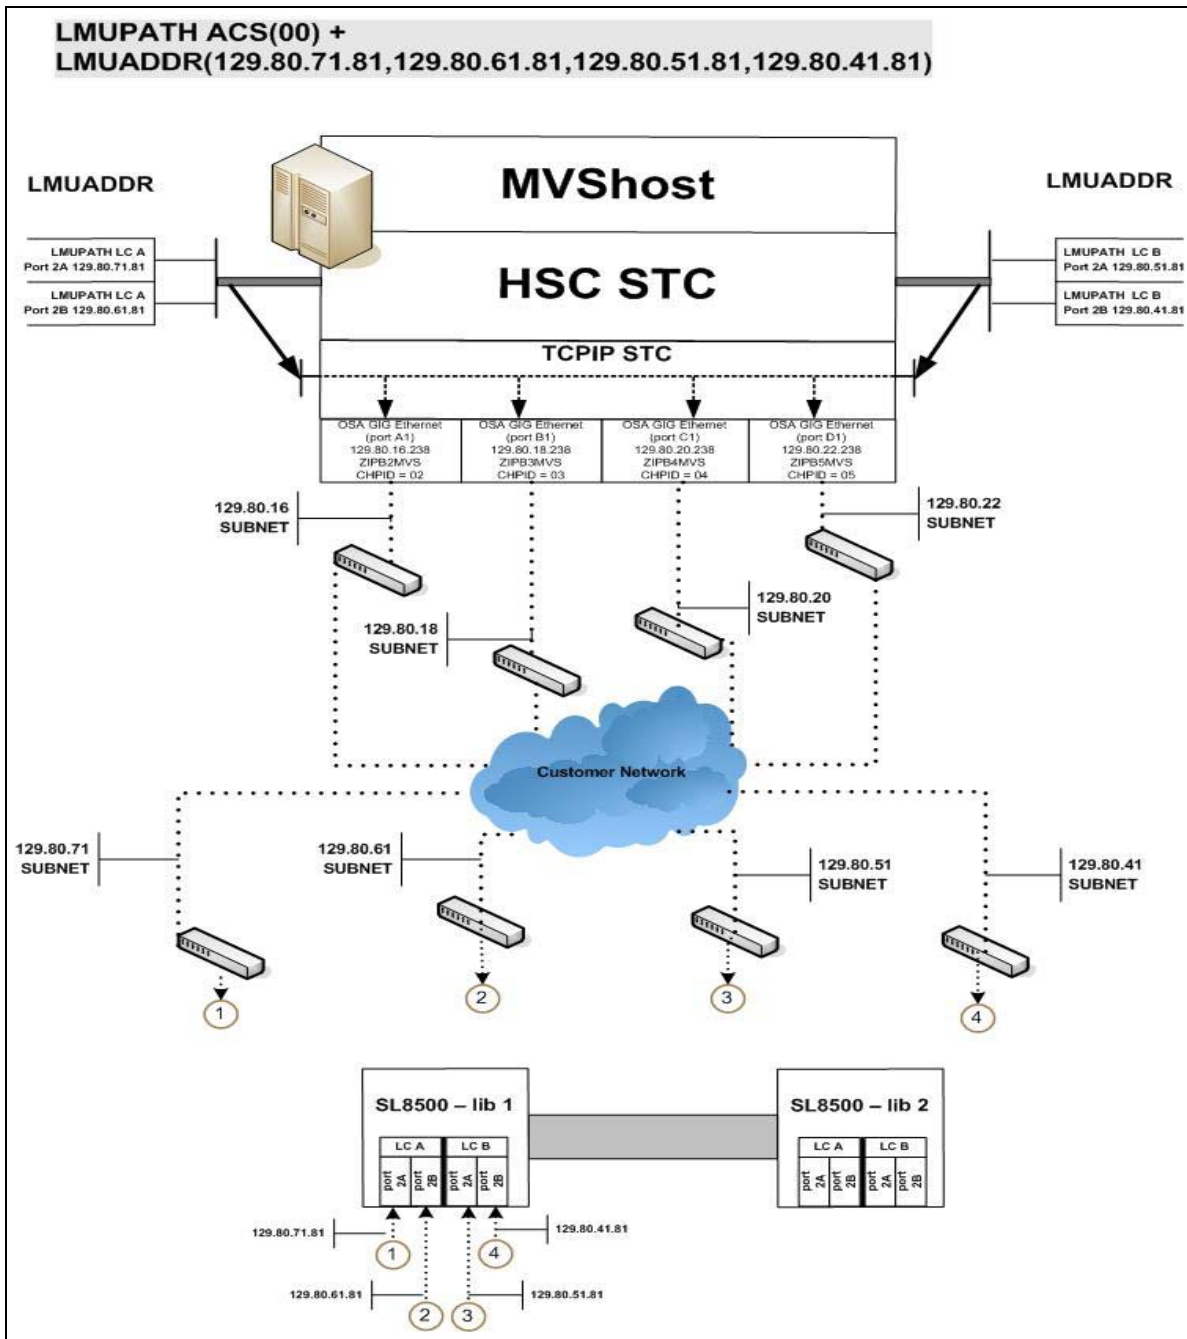 LMUPATH ACS(00) +
LMUADDR(129.80.71.81,129.80.61.81,129.80.51.81,129.80.41.81)
LMUADDR
MVShost
LMUADDR
LMUPATH LC A
Port 2A 129.80.71.81
LMUPATH LC A
Port 2B 129.80.61.81
HSC STC
LMUPATH LC B
Port 2A 129.80.51.81
LMUPATH LC B
Port 2B 129.80.41.81
TCPIP STC
OSA GIG Ethernet
(port A1)
129.80.16.238
ZIPB2MVS
CHPID = 02
OSA GIG Ethernet
(port B1)
129.80.18.238
ZIPB3MVS
CHPID = 03
OSA GIG Ethernet
(port C1)
129.80.20.238
ZIPB4MVS
CHPID = 04
OSA GIG Ethernet
(port D1)
129.80.22.238
ZIPB5MVS
CHPID = 05
129.80.16
SUBNET
129.80.22
SUBNET
129.80.18
SUBNET
129.80.20
SUBNET
Customer Network
129.80.71
SUBNET
129.80.61
SUBNET
129.80.51
SUBNET
129.80.41
SUBNET
1
2
3
4
SL8500 – lib 1
LC A
LC B
port 2A
port 2B
port 2A
port 2B
SL8500 – lib 2
LC A
LC B
port 2A
port 2B
port 2A
port 2B
129.80.71.81
1
4
129.80.41.81
129.80.61.81
2
3
129.80.51.81